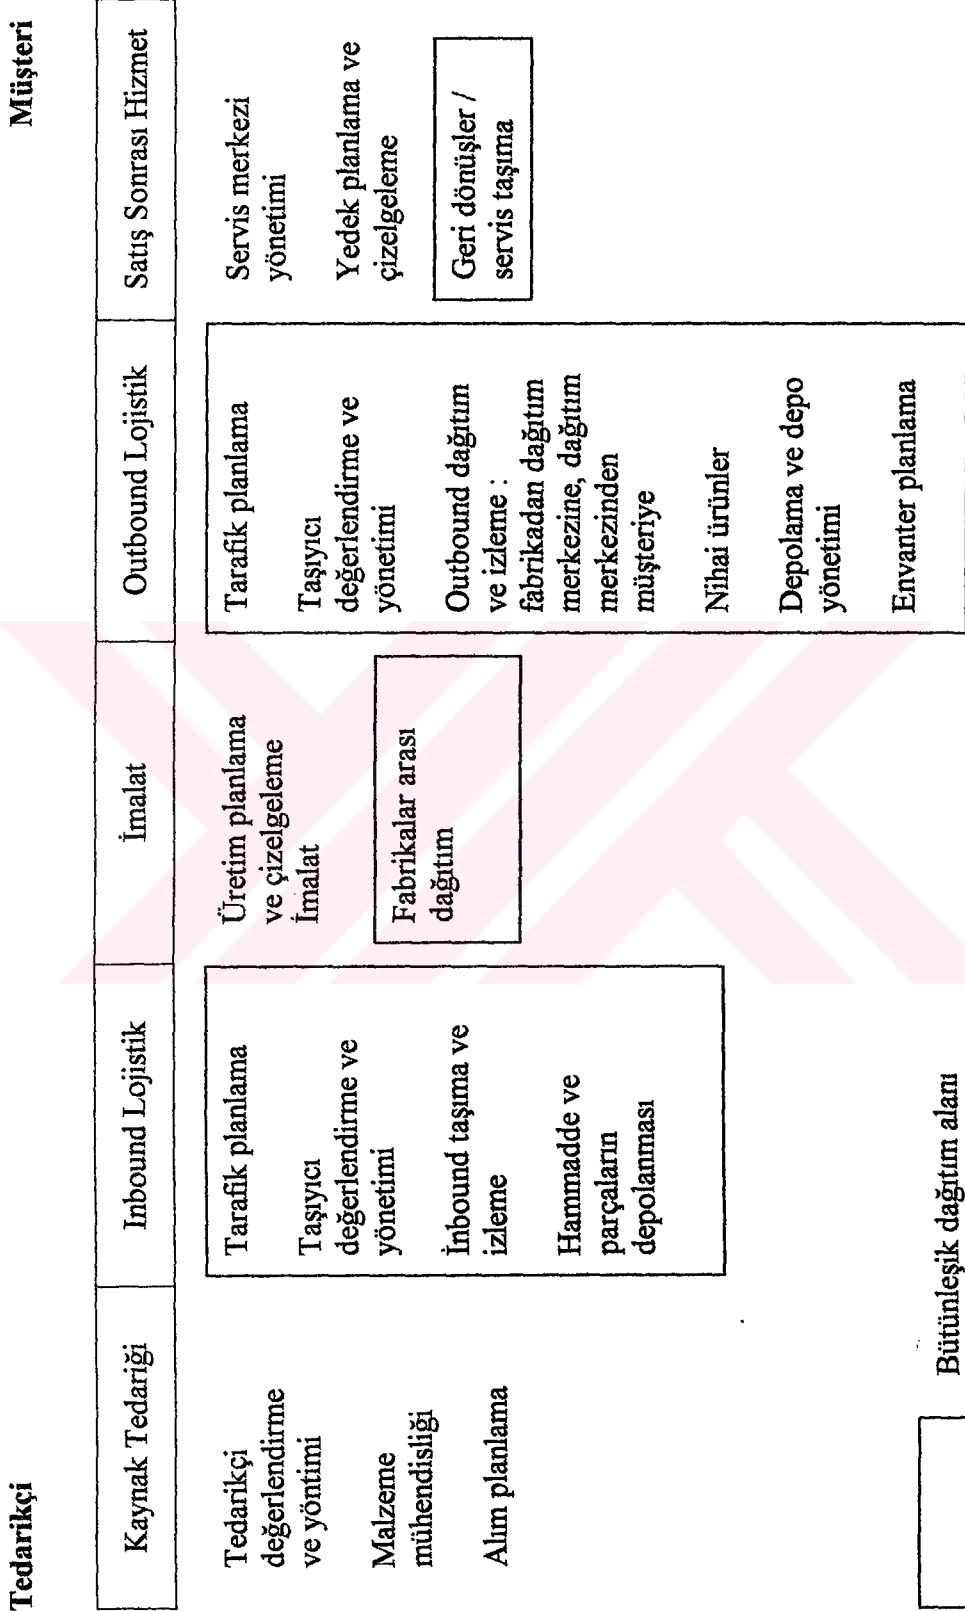 Tedarikçi
Müşteri
Kaynak Tedariği
Inbound Lojistik
İmalat
Outbound Lojistik
Satış Sonrası Hizmet
Tedarikçi
değerlendirme
ve yöntimi
Malzeme
mühendisliği
Alım planlama
Tarafik planlama
Taşıyıcı
değerlendirme ve
yönetimi
İnbound taşıma ve
izleme
Hammadde ve
parçaların
depolanması
Üretim planlama
ve çizelgeleme
İmalat
Fabrikalar arası
dağıtım
Tarafik planlama
Taşıyıcı
değerlendirme ve
yönetimi
Outbound dağıtım
ve izleme :
fabrikadan dağıtım
merkezine, dağıtım
merkezinden
müşteriye
Nihai ürünler
Depolama ve depo
yönetimi
Envanter planlama
Servis merkezi
yönetimi
Yedek planlama ve
çizelgeleme
Geri dönüşler /
servis taşıma
Bütünleşik dağıtım alanı